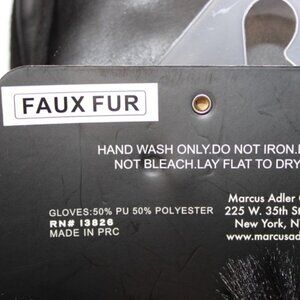 FAUX FUR
HAND WASH ONLY.DO NOT IRON.
NOT BLEACH.LAY FLAT TO DRY
Marcus Adler
GLOVES:50% PU 50% POLYESTER
225 W. 35th St
RN# 13826
New York, N
MADE IN PRC
www.marcusad